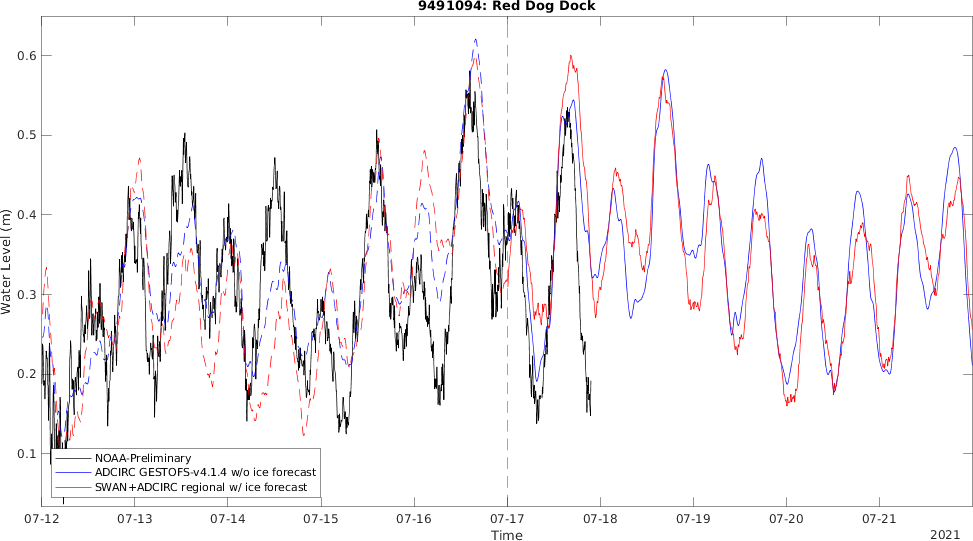 9491094: Red Dog Dock
0.6
0.5
0.4
0.3
0.2
0.1
Water Level (m)
NOAA-Preliminary
ADCIRC GESTOFS-v4.1.4 w/o ice forecast
SWAN+ADCIRC regional w/ ice forecast
07-12 07-13 07-14 07-15 07-16 07-17 07-18 07-19 07-20 07-21
Time
2021